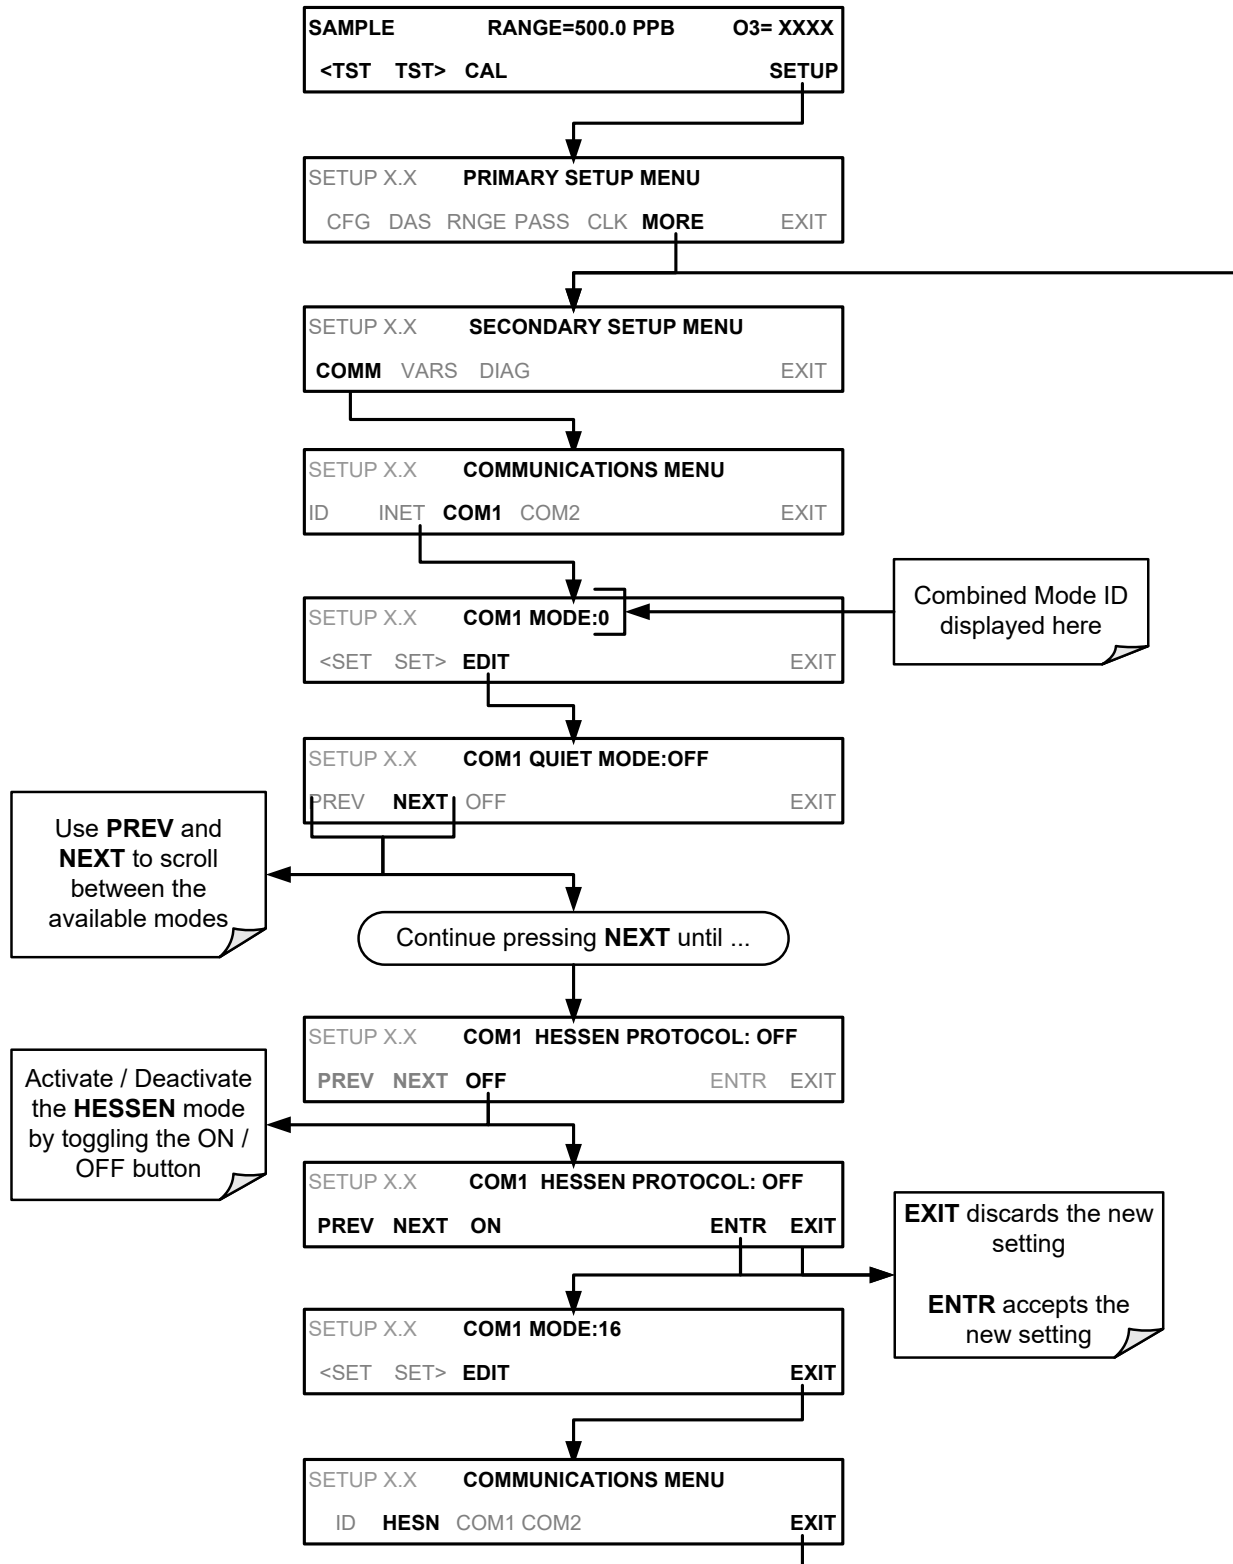 SAMPLE RANGE=500.0 PPB O3= XXXX
<TST TST> CAL SETUP
SETUP X.X PRIMARY SETUP MENU
CFG DAS RNGE PASS CLK MORE EXIT
SETUP X.X SECONDARY SETUP MENU
COMM VARS DIAG EXIT
SETUP X.X COMMUNICATIONS MENU
ID INET COM1 COM2 EXIT
SETUP X.X COM1 MODE:0
<SET SET> EDIT EXIT
Combined Mode ID
displayed here
SETUP X.X COM1 QUIET MODE:OFF
PREV NEXT OFF EXIT
Use PREV and
NEXT to scroll
between the
available modes
Continue pressing NEXT until ...
SETUP X.X COM1 HESSEN PROTOCOL: OFF
PREV NEXT OFF ENTR EXIT
Activate / Deactivate
the HESSEN mode
by toggling the ON /
OFF button
SETUP X.X COM1 HESSEN PROTOCOL: OFF
PREV NEXT ON ENTR EXIT
EXIT discards the new
setting
ENTR accepts the
new setting
SETUP X.X COM1 MODE:16
<SET SET> EDIT EXIT
SETUP X.X COMMUNICATIONS MENU
ID HESN COM1 COM2 EXIT